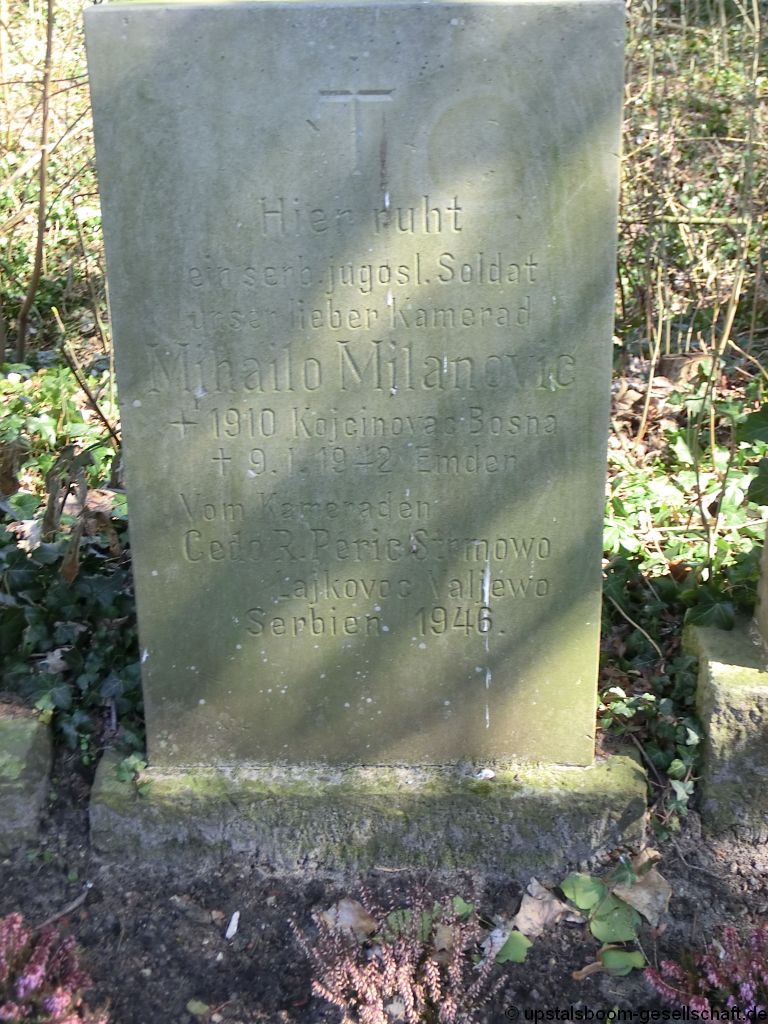 Hier ruht
ein serb. jugosl. Soldat
unser lieber Kamerad
Mihailo Milanovic
+ 1910 Kojcinovac Bosna
+ 9.1.1942 Emden
Vom Kameraden
Cedo R. Peric
Lajkovoc Valjewo
Serbien 1946.
© upstalsboom-gesellschaft.de